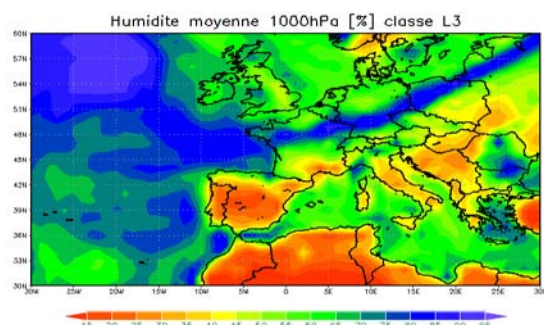 Humidite moyenne 1000hPa [%] classe L3
60N
57N
54N
51N
48N
45N
42N
39N
36N
33N
30N
30W 25W 20W 15W 10W 5W 0 5E 10E 15E 20E 25E 30E
15 20 25 30 35 40 45 50 55 60 65 70 75 80 85 90 95